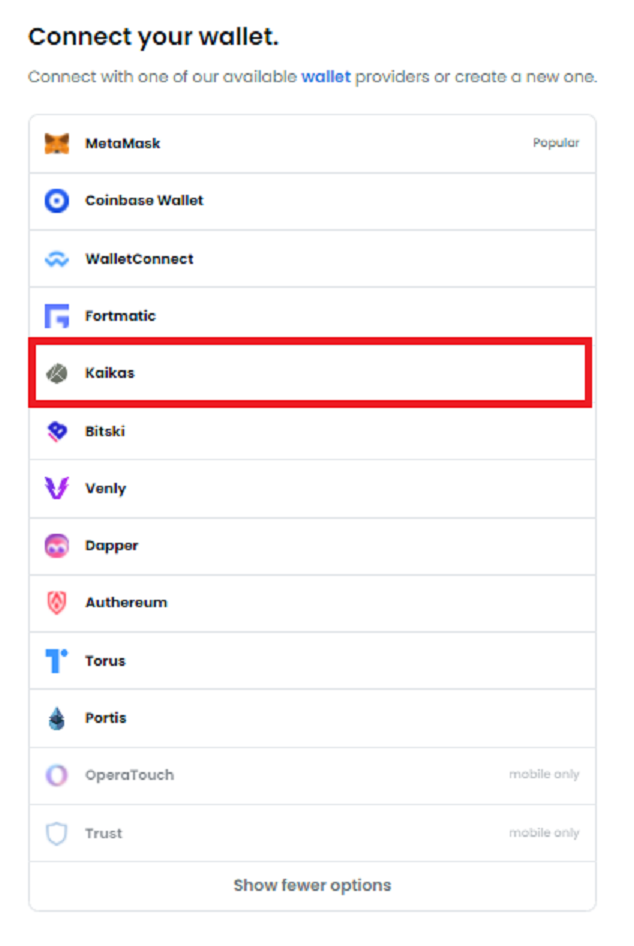 Connect your wallet.
Connect with one of our available wallet providers or create a new one.
MetaMask Popular
Coinbase Wallet
WalletConnect
Fortmatic
Kaikas
Bitski
Venly
Dapper
Authereum
Torus
Portis
OperaTouch mobile only
Trust mobile only
Show fewer options